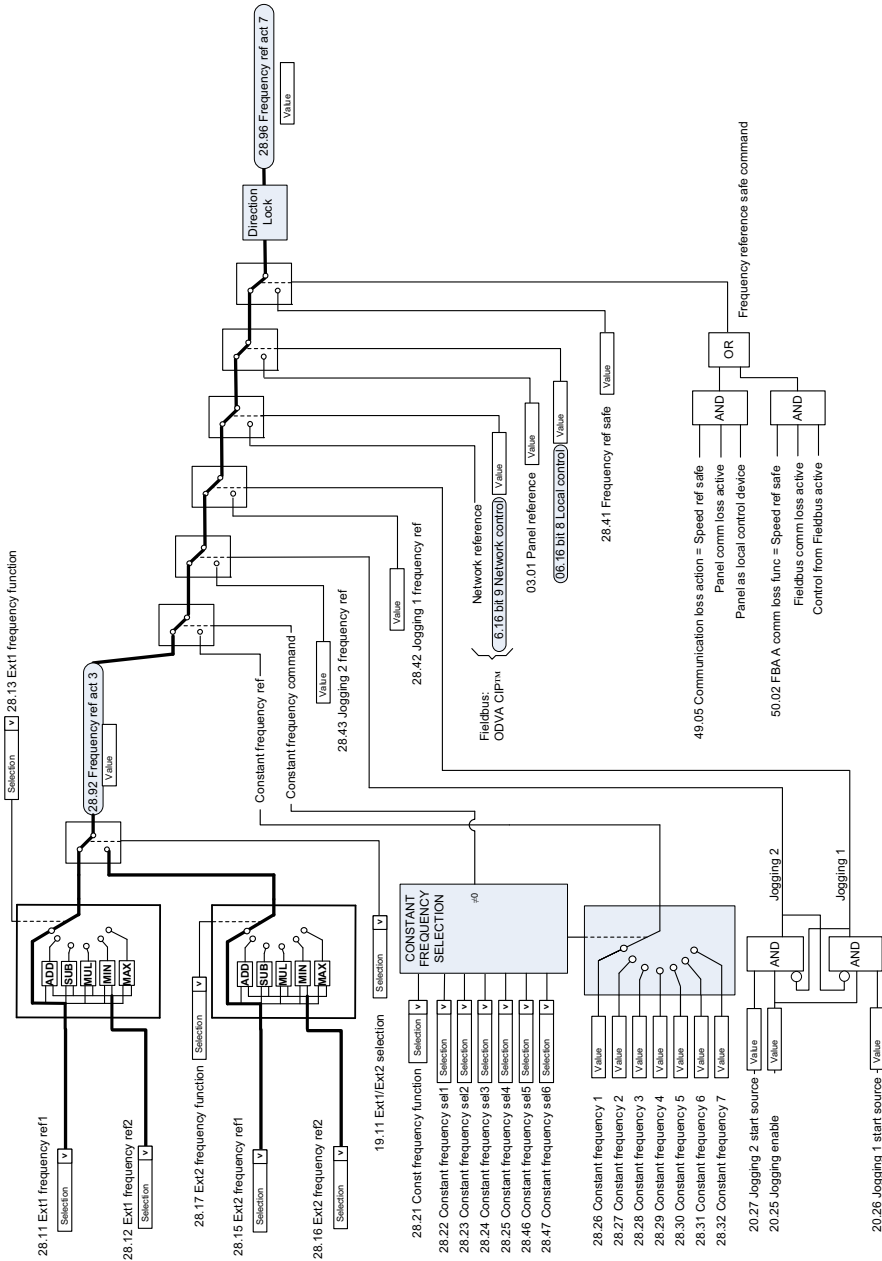 28.11 Ext1 frequency ref1
Selection v
28.12 Ext1 frequency ref2
Selection v
28.13 Ext1 frequency function
Selection v
ADD
SUB
MUL
MIN
MAX
28.17 Ext2 frequency function
Selection v
28.15 Ext2 frequency ref1
Selection v
28.16 Ext2 frequency ref2
Selection v
ADD
SUB
MUL
MIN
MAX
19.11 Ext1/Ext2 selection
Selection v
28.92 Frequency ref act 3
Value
28.21 Const frequency function
Selection v
28.22 Constant frequency sel1
Selection v
28.23 Constant frequency sel2
Selection v
28.24 Constant frequency sel3
Selection v
28.25 Constant frequency sel4
Selection v
28.46 Constant frequency sel5
Selection v
28.47 Constant frequency sel6
Selection v
CONSTANT
FREQUENCY
SELECTION
≠0
Constant frequency ref
Constant frequency command
28.26 Constant frequency 1
Value
28.27 Constant frequency 2
Value
28.28 Constant frequency 3
Value
28.29 Constant frequency 4
Value
28.30 Constant frequency 5
Value
28.31 Constant frequency 6
Value
28.32 Constant frequency 7
Value
20.27 Jogging 2 start source
Value
20.25 Jogging enable
Value
20.26 Jogging 1 start source
Value
AND
AND
Jogging 2
Jogging 1
28.43 Jogging 2 frequency ref
Value
28.42 Jogging 1 frequency ref
Value
Fieldbus:
ODVA CIP™
Network reference
6.16 bit 9 Network control
Value
03.01 Panel reference
Value
06.16 bit 8 Local control
Value
28.41 Frequency ref safe
Value
49.05 Communication loss action = Speed ref safe
Panel comm loss active
Panel as local control device
AND
50.02 FBA A comm loss func = Speed ref safe
Fieldbus comm loss active
Control from Fieldbus active
AND
OR
Frequency reference safe command
Direction
Lock
28.96 Frequency ref act 7
Value